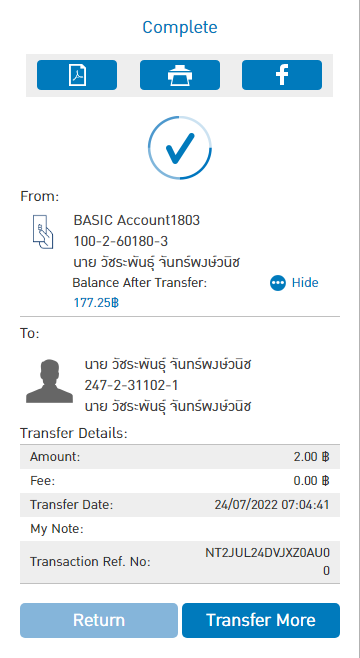 Complete
From:
BASIC Account1803
100-2-60180-3
นาย วัชระพันธุ์ จันทร์พงษ์วนิช
Balance After Transfer:
Hide
177.25฿
To:
นาย วัชระพันธุ์ จันทร์พงษ์วนิช
247-2-31102-1
นาย วัชระพันธุ์ จันทร์พงษ์วนิช
Transfer Details:
Amount: 2.00 ฿
Fee: 0.00 ฿
Transfer Date: 24/07/2022 07:04:41
My Note:
Transaction Ref. No: NT2JUL24DVJXZ0AU0
0
Return
Transfer More